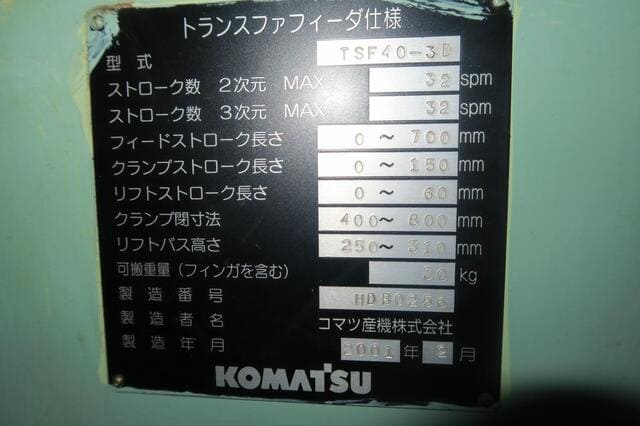 トランスファフィーダ仕様
型式 TSF40-3D
ストローク数 2次元 MAX 32 spm
ストローク数 3次元 MAX 32 spm
フィードストローク長さ 0～700 mm
クランプストローク長さ 0～150 mm
リフトストローク長さ 0～60 mm
クランプ閉寸法 400～800 mm
リフトパス高さ 250～310 mm
可搬重量(フィンガを含む) 30 kg
製造番号 HDB0256
製造者名 コマツ産機株式会社
製造年月 2001年2月
KOMATSU